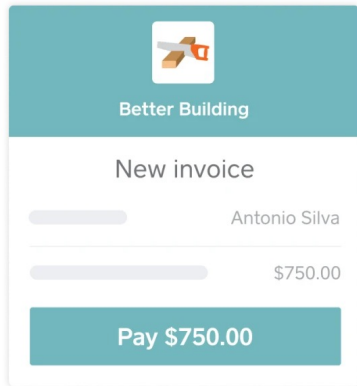 Better Building
New invoice
Antonio Silva
$750.00
Pay $750.00